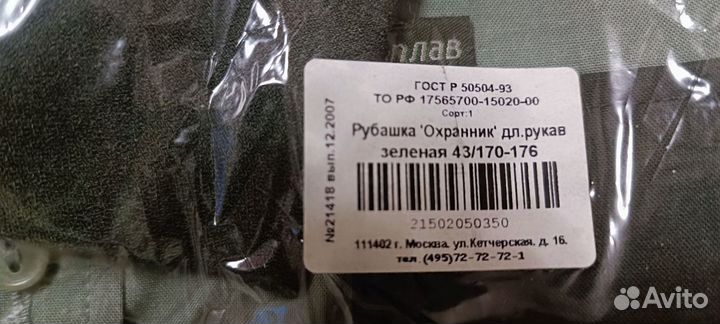 плав
ГОСТ Р 50504-93
ТО РФ 17565700-15020-00
Сорт:1
Рубашка 'Охранник' дл.рукав
зеленая 43/170-176
21502050350
111402 г. Москва. ул.Кетчерская. д. 16.
тел. (495)72-72-72-1
№21418 вып.12.2007
Avito